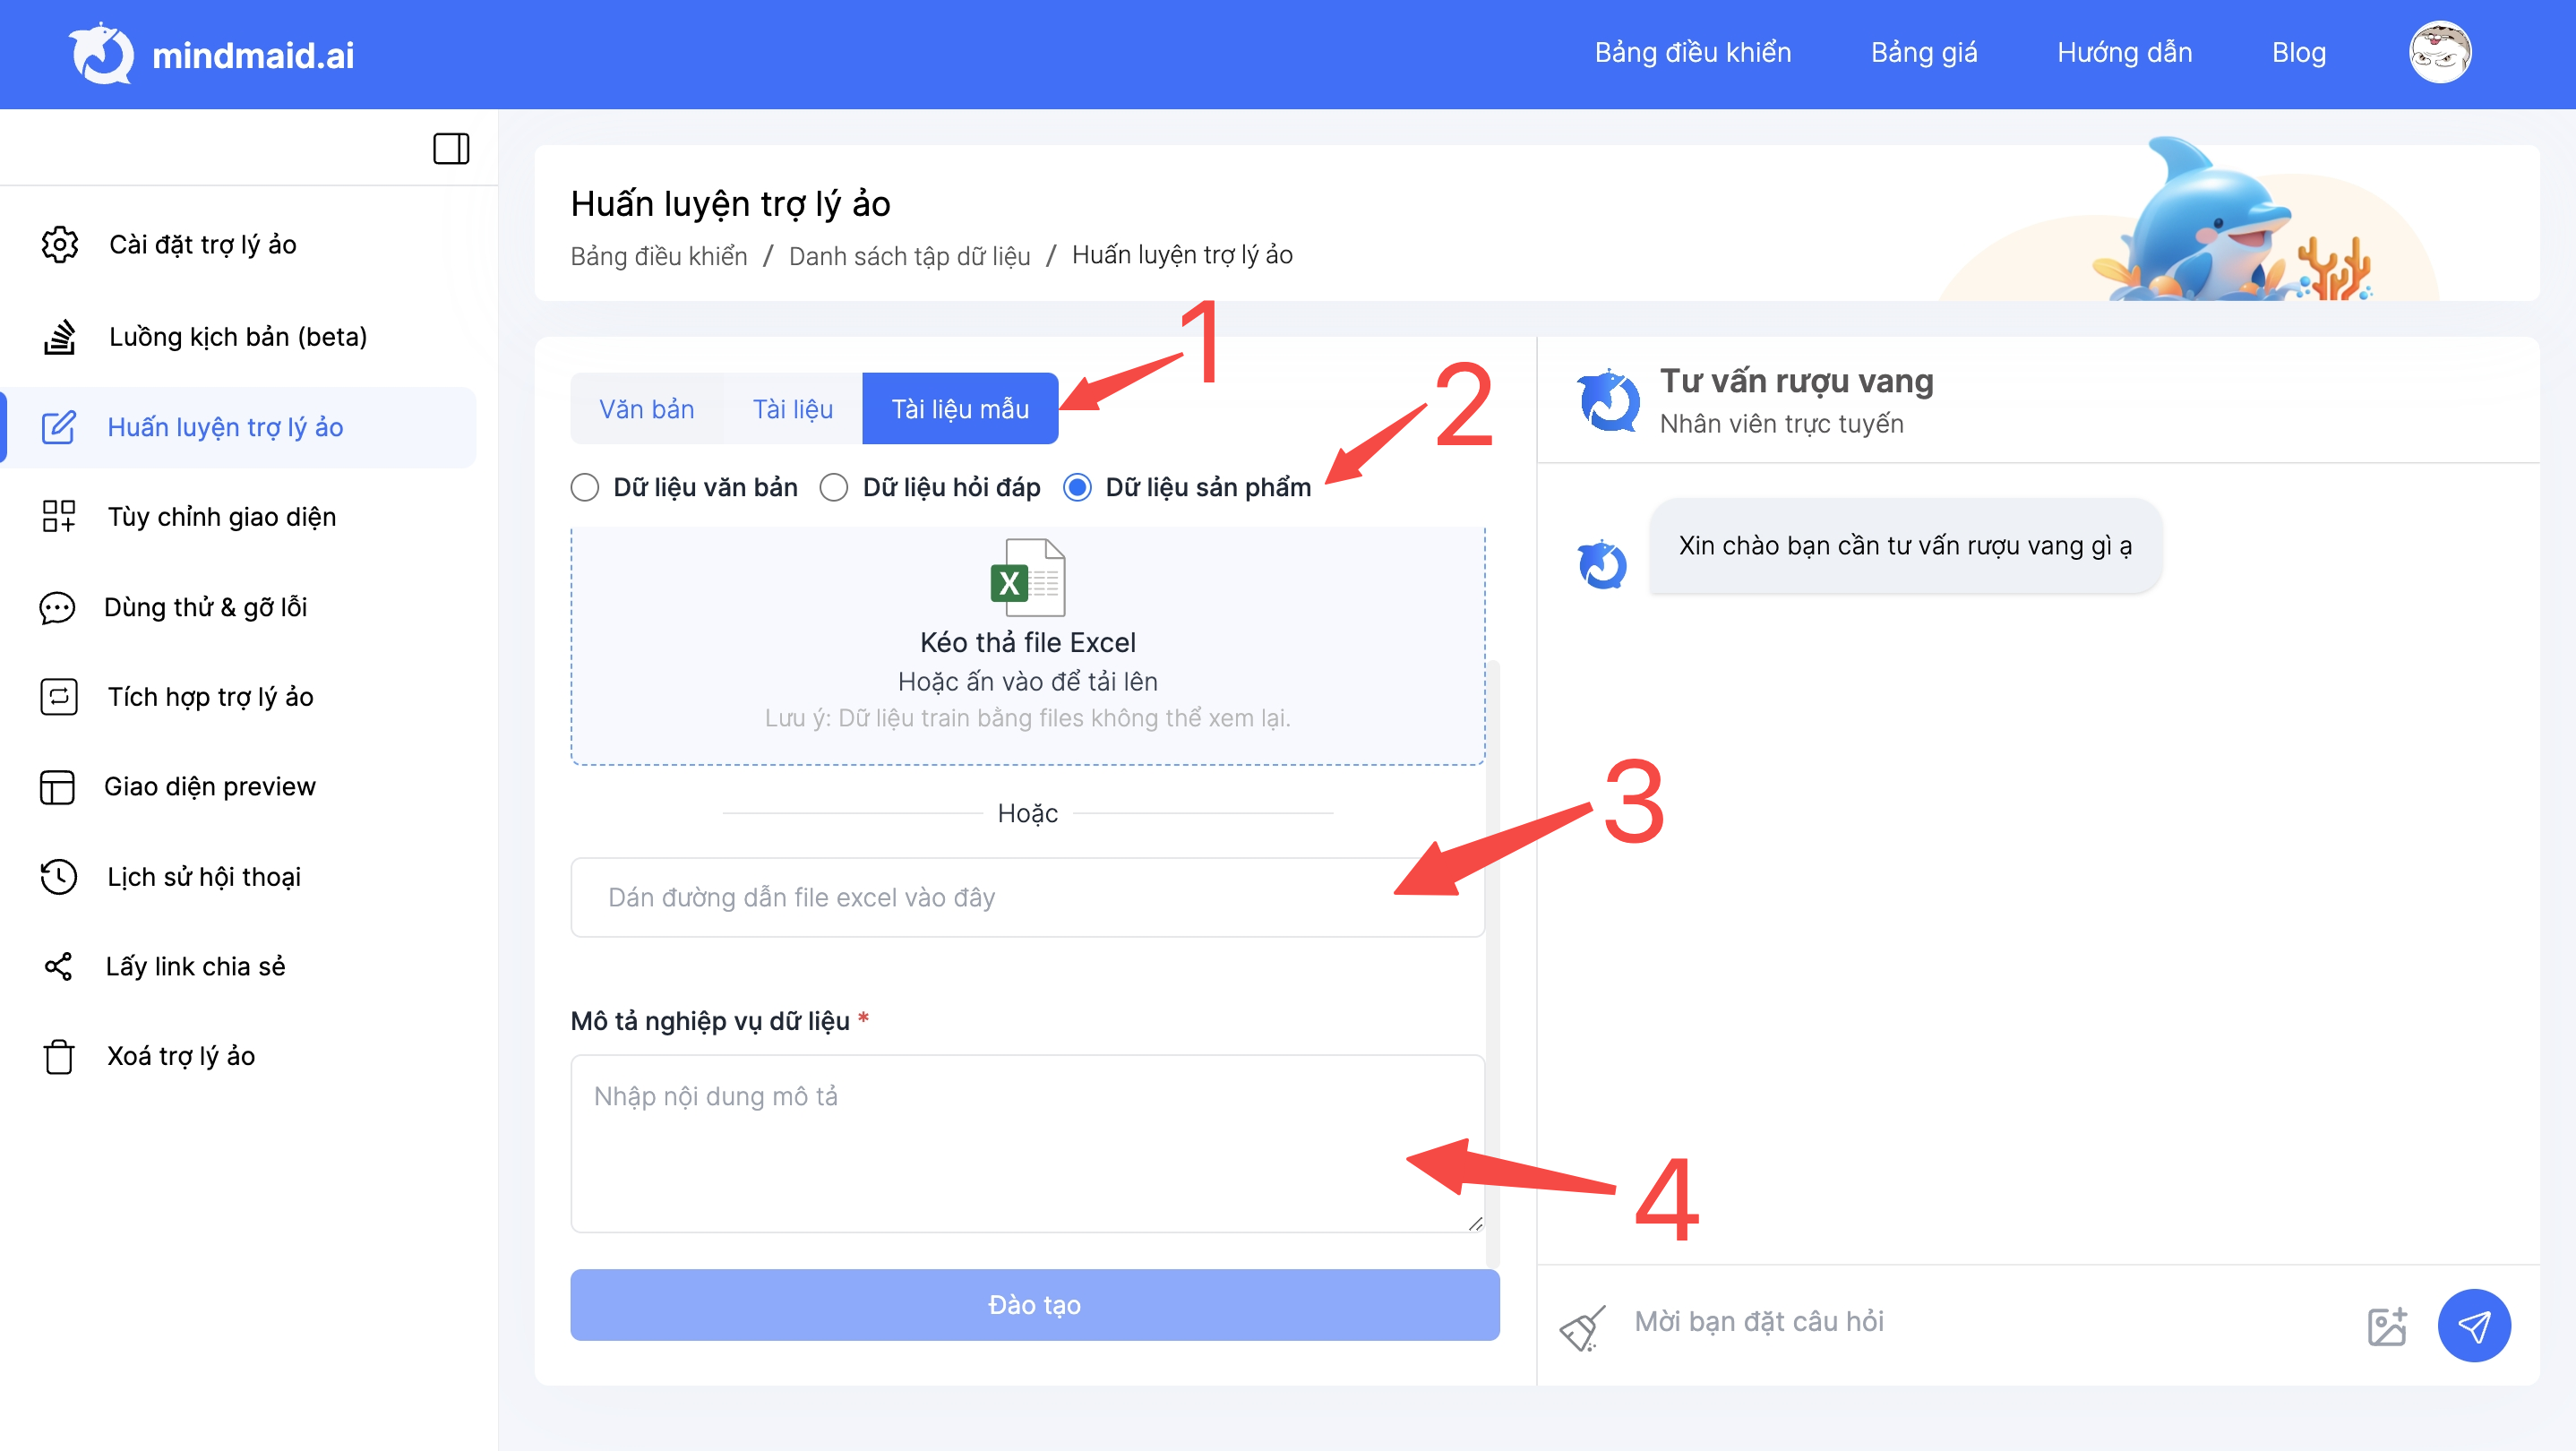 mindmaid.ai
Bảng điều khiển
Bảng giá
Hướng dẫn
Blog
Cài đặt trợ lý ảo
Luồng kịch bản (beta)
Huấn luyện trợ lý ảo
Tùy chỉnh giao diện
Dùng thử & gỡ lỗi
Tích hợp trợ lý ảo
Giao diện preview
Lịch sử hội thoại
Lấy link chia sẻ
Xoá trợ lý ảo
Huấn luyện trợ lý ảo
Bảng điều khiển / Danh sách tập dữ liệu / Huấn luyện trợ lý ảo
1
Văn bản
Tài liệu
Tài liệu mẫu
2
Dữ liệu văn bản
Dữ liệu hỏi đáp
Dữ liệu sản phẩm
X
Kéo thả file Excel
Hoặc ấn vào để tải lên
Lưu ý: Dữ liệu train bằng files không thể xem lại.
Hoặc
3
Dán đường dẫn file excel vào đây
Mô tả nghiệp vụ dữ liệu *
Nhập nội dung mô tả
4
Đào tạo
Tư vấn rượu vang
Nhân viên trực tuyến
Xin chào bạn cần tư vấn rượu vang gì ạ
Mời bạn đặt câu hỏi